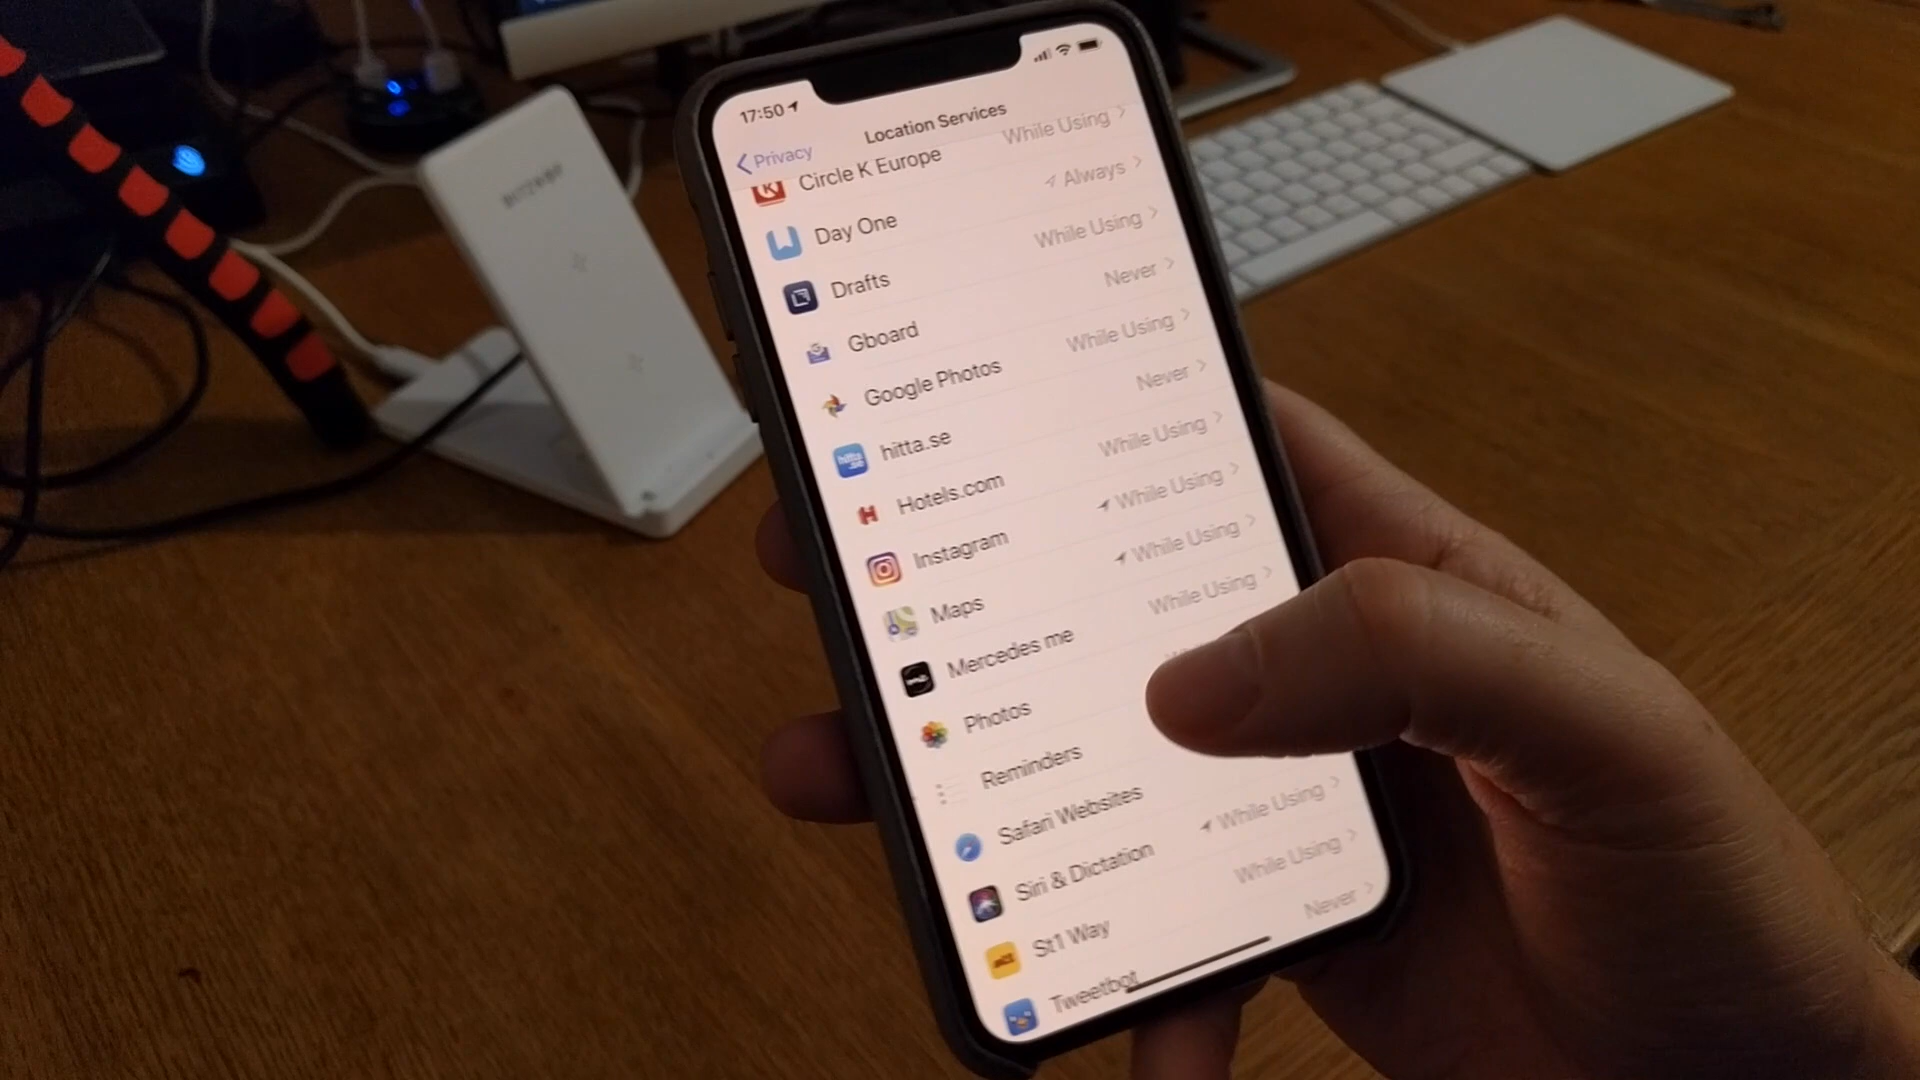 17:50
Location Services
Privacy
Circle K Europe While Using
Day One Always
Drafts While Using
Gboard Never
Google Photos While Using
hitta.se Never
Hotels.com While Using
Instagram While Using
Maps While Using
Mercedes me While Using
Photos
Reminders
Safari Websites
Siri & Dictation While Using
St1 Way While Using
Tweetbot Never